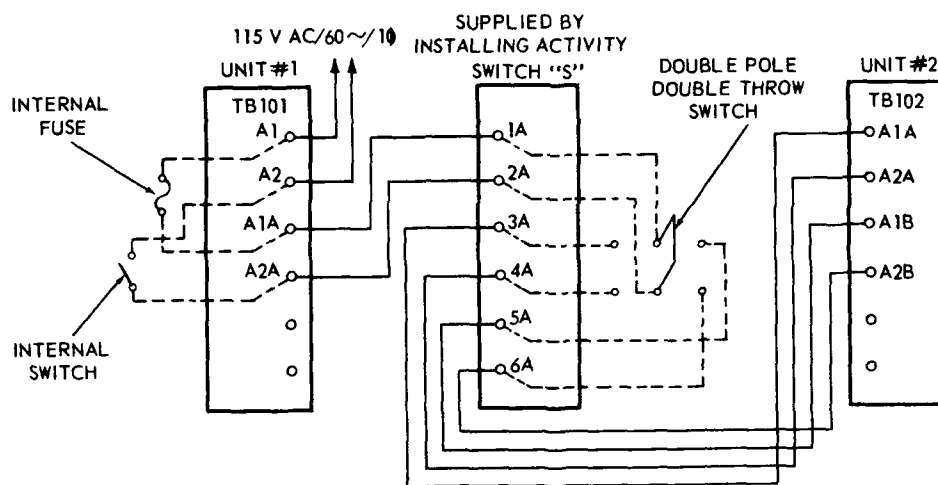 115 V AC/60~/1ϕ
SUPPLIED BY
INSTALLING ACTIVITY
SWITCH "S"
UNIT #1
TB101
INTERNAL
FUSE
A1
A2
A1A
A2A
INTERNAL
SWITCH
1A
2A
3A
4A
5A
6A
DOUBLE POLE
DOUBLE THROW
SWITCH
UNIT #2
TB102
A1A
A2A
A1B
A2B